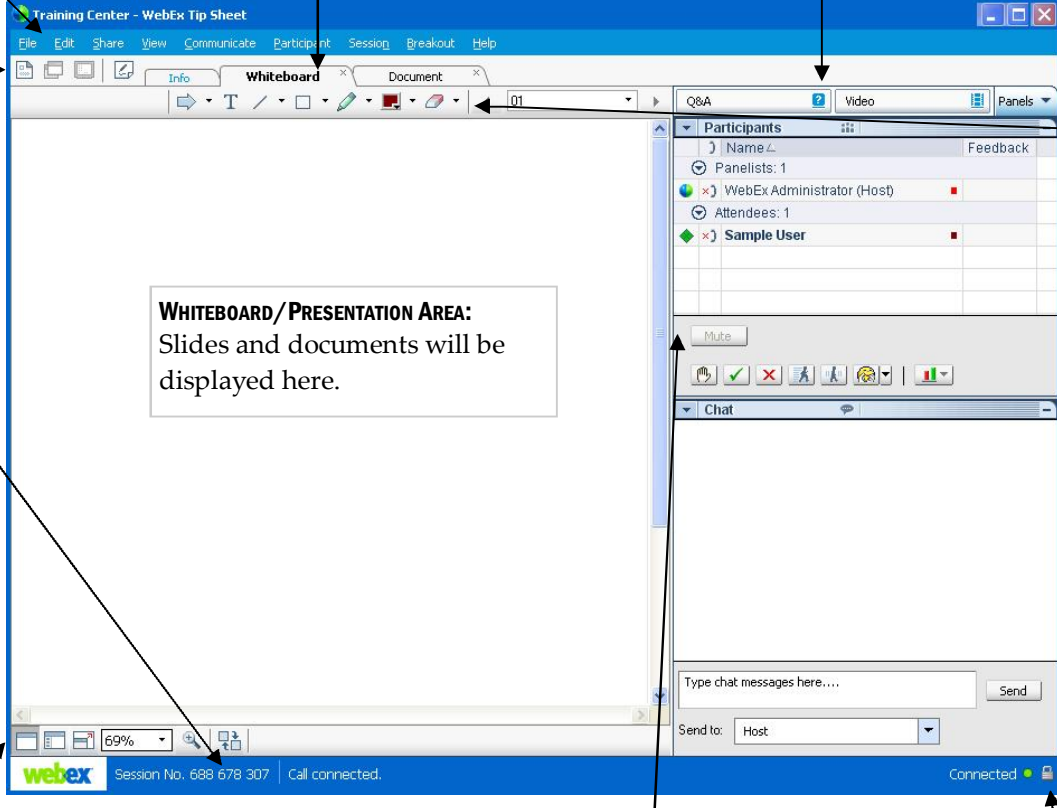 Training Center - WebEx Tip Sheet
File Edit Share View Communicate Participant Session Breakout Help
Info Whiteboard Document
T 01
Q&A ? Video Panels
Participants
Name Feedback
Panelists: 1
WebEx Administrator (Host)
Attendees: 1
Sample User
WHITEBOARD/PRESENTATION AREA:
Slides and documents will be
displayed here.
Mute
Chat
Type chat messages here....
Send
Send to: Host
69%
webex Session No. 688 678 307 Call connected. Connected